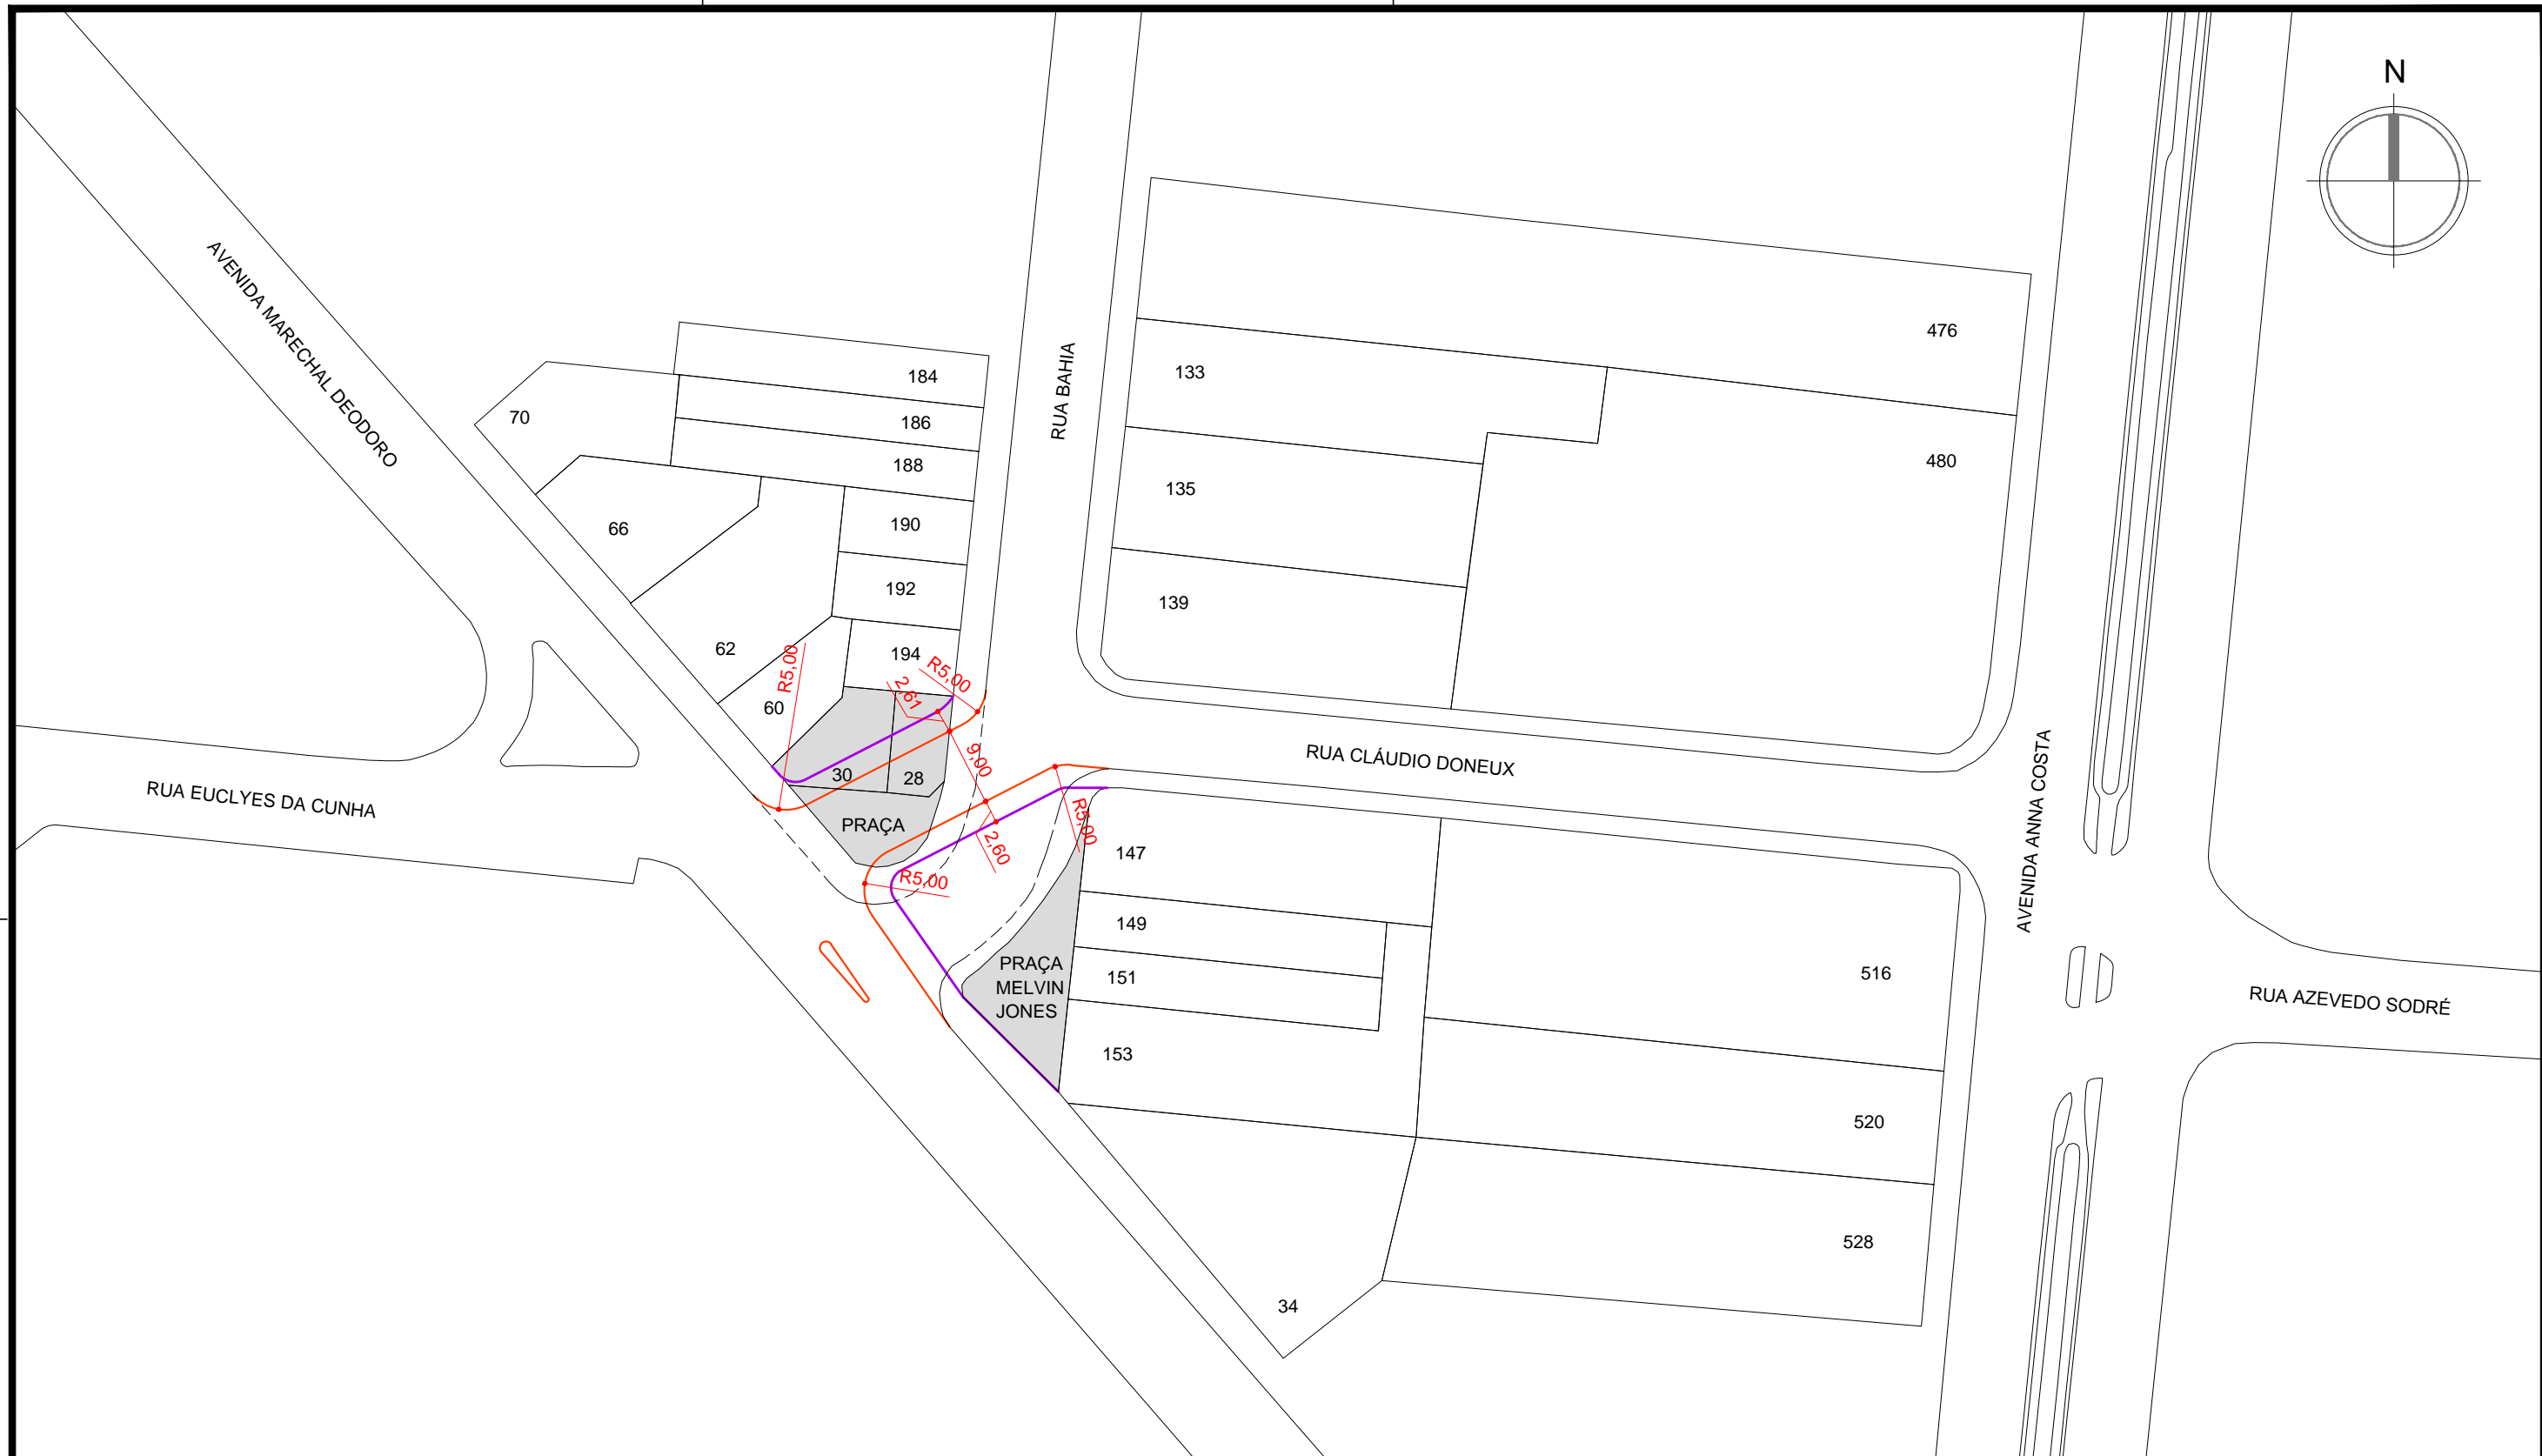 N
AVENIDA MARECHAL DEODORO
RUA BAHIA
476
184
133
70
186
480
188
135
190
66
192
139
62
194
R5,00
R5,00
2,61
60
9,00
30
28
RUA CLÁUDIO DONEUX
AVENIDA ANNA COSTA
RUA EUCLYES DA CUNHA
PRAÇA
R5,00
2,60
147
R5,00
149
PRAÇA
MELVIN
JONES
151
516
RUA AZEVEDO SODRÉ
153
520
528
34